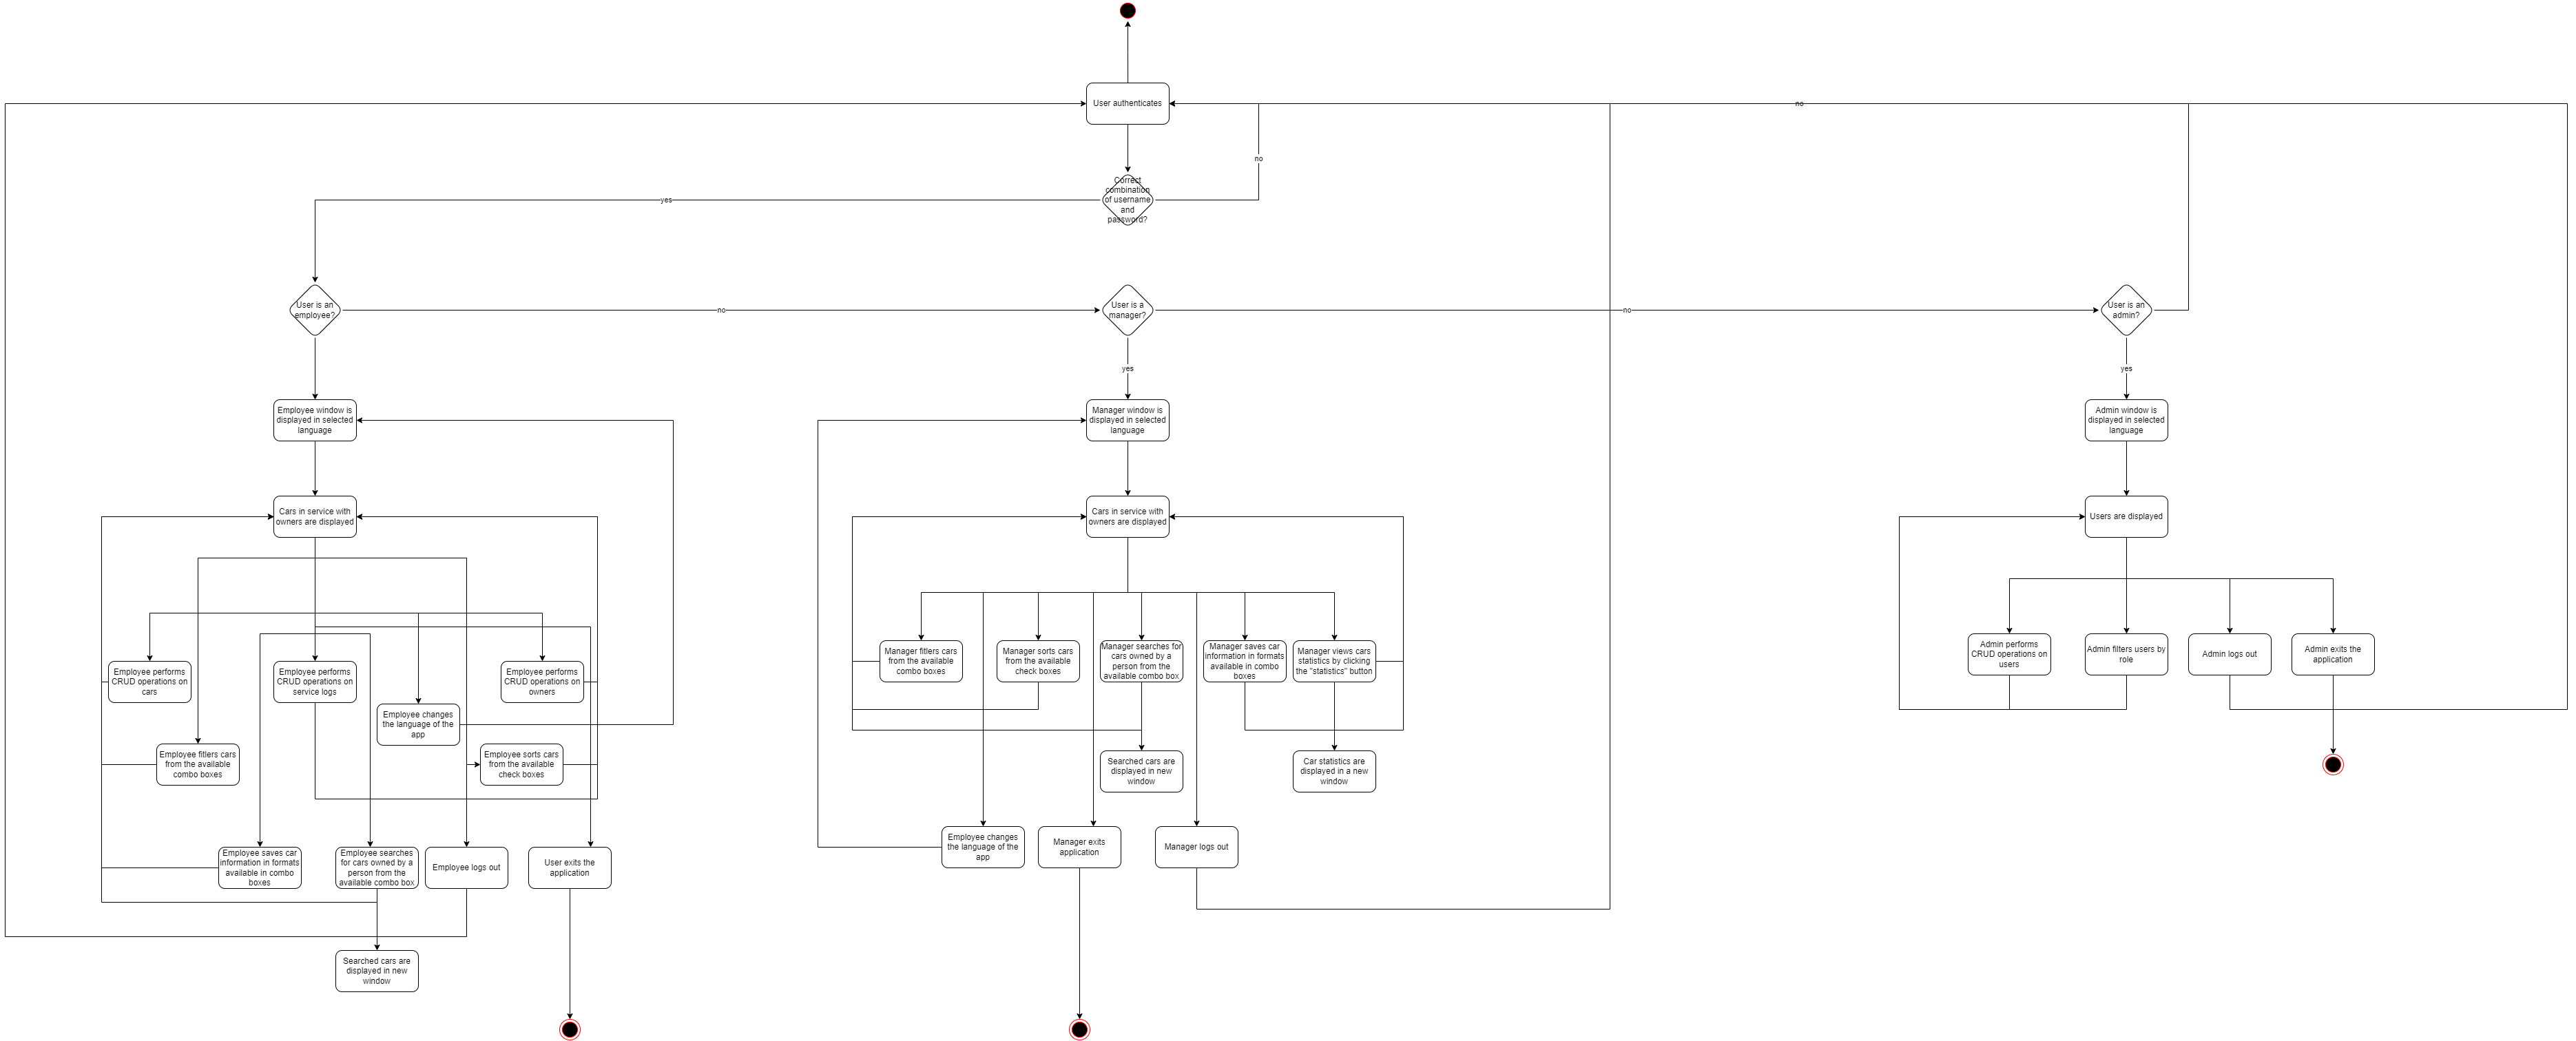 User authenticates
no
no
Correct
combination
of username
and
password?
yes
User is an
employee?
no
User is a
manager?
no
User is an
admin?
yes
yes
Employee window is
displayed in selected
language
Manager window is
displayed in selected
language
Admin window is
displayed in selected
language
Cars in service with
owners are displayed
Cars in service with
owners are displayed
Users are displayed
Employee performs
CRUD operations on
cars
Employee performs
CRUD operations on
service logs
Employee performs
CRUD operations on
owners
Employee changes
the language of the
app
Employee fitlers cars
from the available
combo boxes
Employee sorts cars
from the available
check boxes
Employee saves car
information in formats
available in combo
boxes
Employee searches
for cars owned by a
person from the
available combo box
Employee logs out
User exits the
application
Searched cars are
displayed in new
window
Manager fitlers cars
from the available
combo boxes
Manager sorts cars
from the available
check boxes
Manager searches for
cars owned by a
person from the
available combo box
Manager saves car
information in formats
available in combo
boxes
Manager views cars
statistics by clicking
the "statistics" button
Searched cars are
displayed in new
window
Car statistics are
displayed in a new
window
Employee changes
the language of the
app
Manager exits
application
Manager logs out
Admin performs
CRUD operations on
users
Admin filters users by
role
Admin logs out
Admin exits the
application